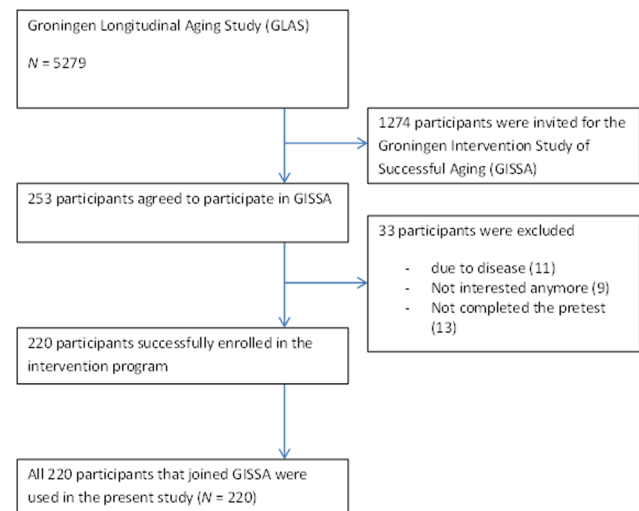 Groningen Longitudinal Aging Study (GLAS)
N = 5279
1274 participants were invited for the
Groningen Intervention Study of
Successful Aging (GISSA)
253 participants agreed to participate in GISSA
33 participants were excluded
- due to disease (11)
- Not interested anymore (9)
- Not completed the pretest
(13)
220 participants successfully enrolled in the
intervention program
All 220 participants that joined GISSA were
used in the present study (N = 220)